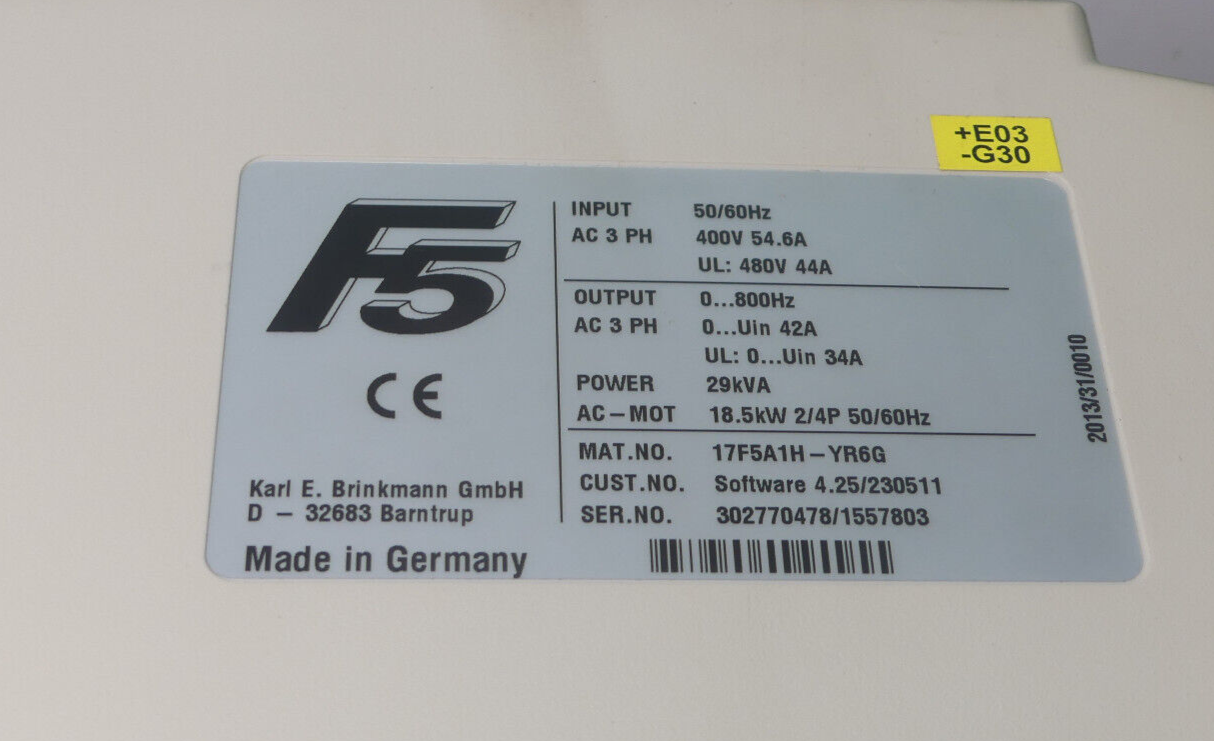 +E03
-G30
F5
CE
Karl E. Brinkmann GmbH
D – 32683 Barntrup
Made in Germany
INPUT 50/60Hz
AC 3 PH 400V 54.6A
UL: 480V 44A
OUTPUT 0...800Hz
AC 3 PH 0...Uin 42A
UL: 0...Uin 34A
POWER 29kVA
AC–MOT 18.5kW 2/4P 50/60Hz
MAT.NO. 17F5A1H–YR6G
CUST.NO. Software 4.25/230511
SER.NO. 302770478/1557803
2013/31/0010